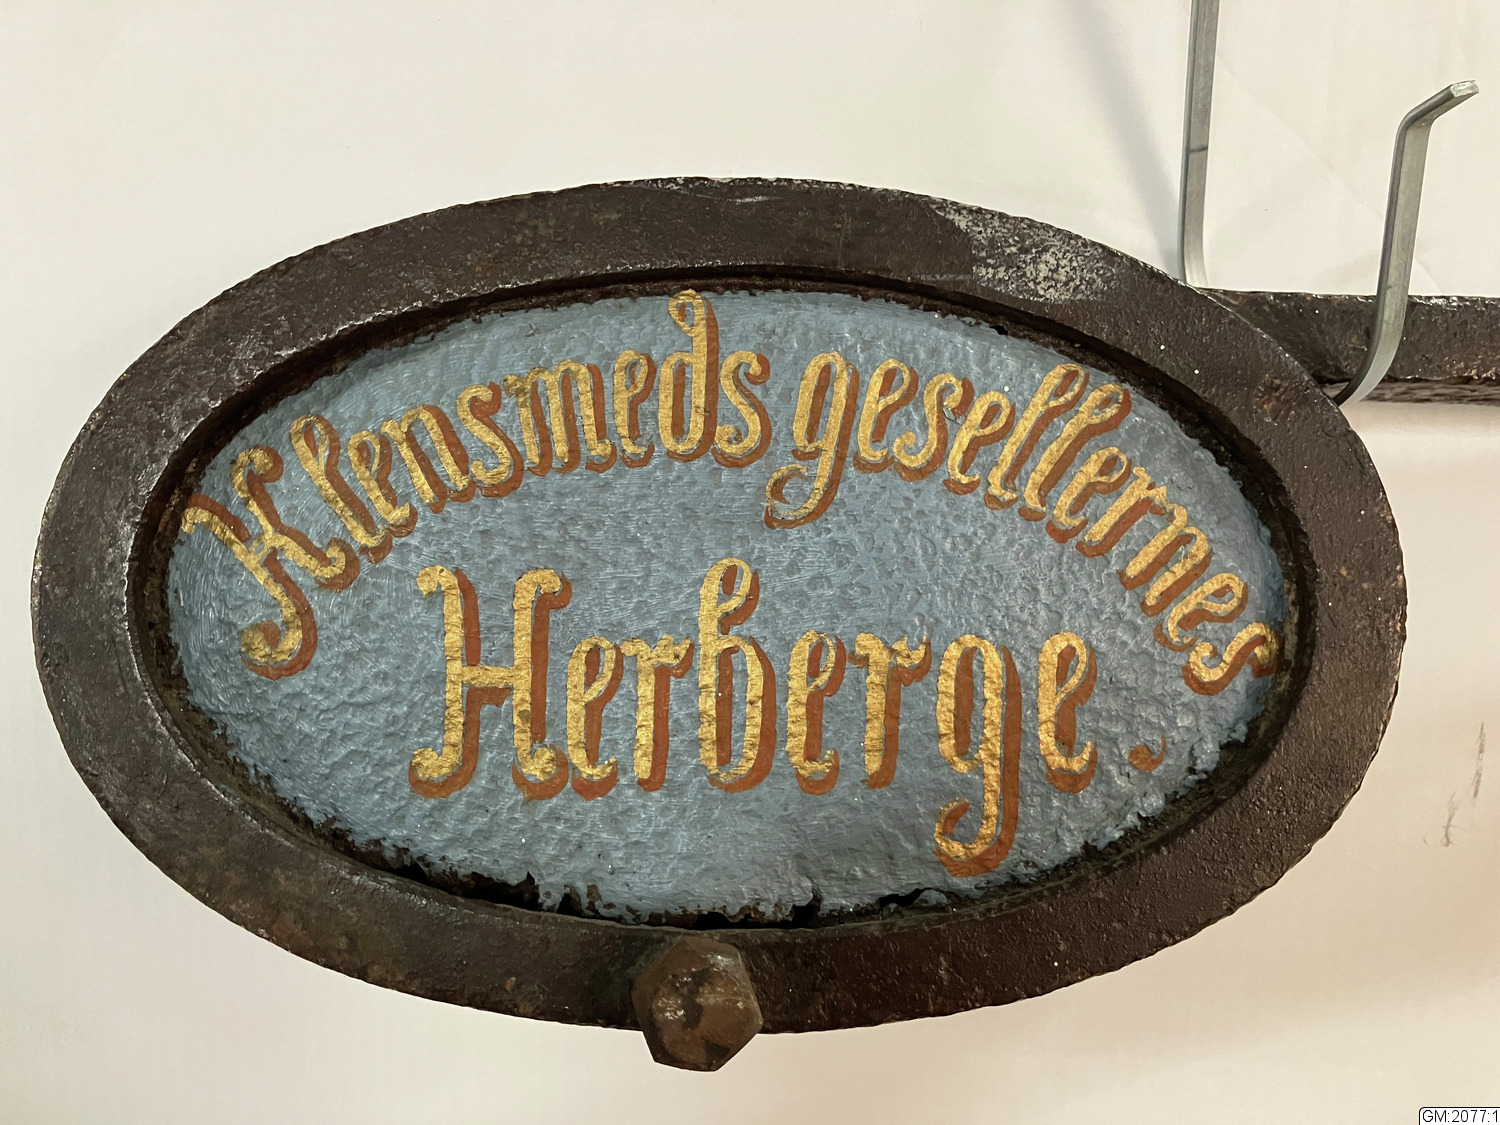 Klensmeds gesellernes
Herberge.
GM:2077:1